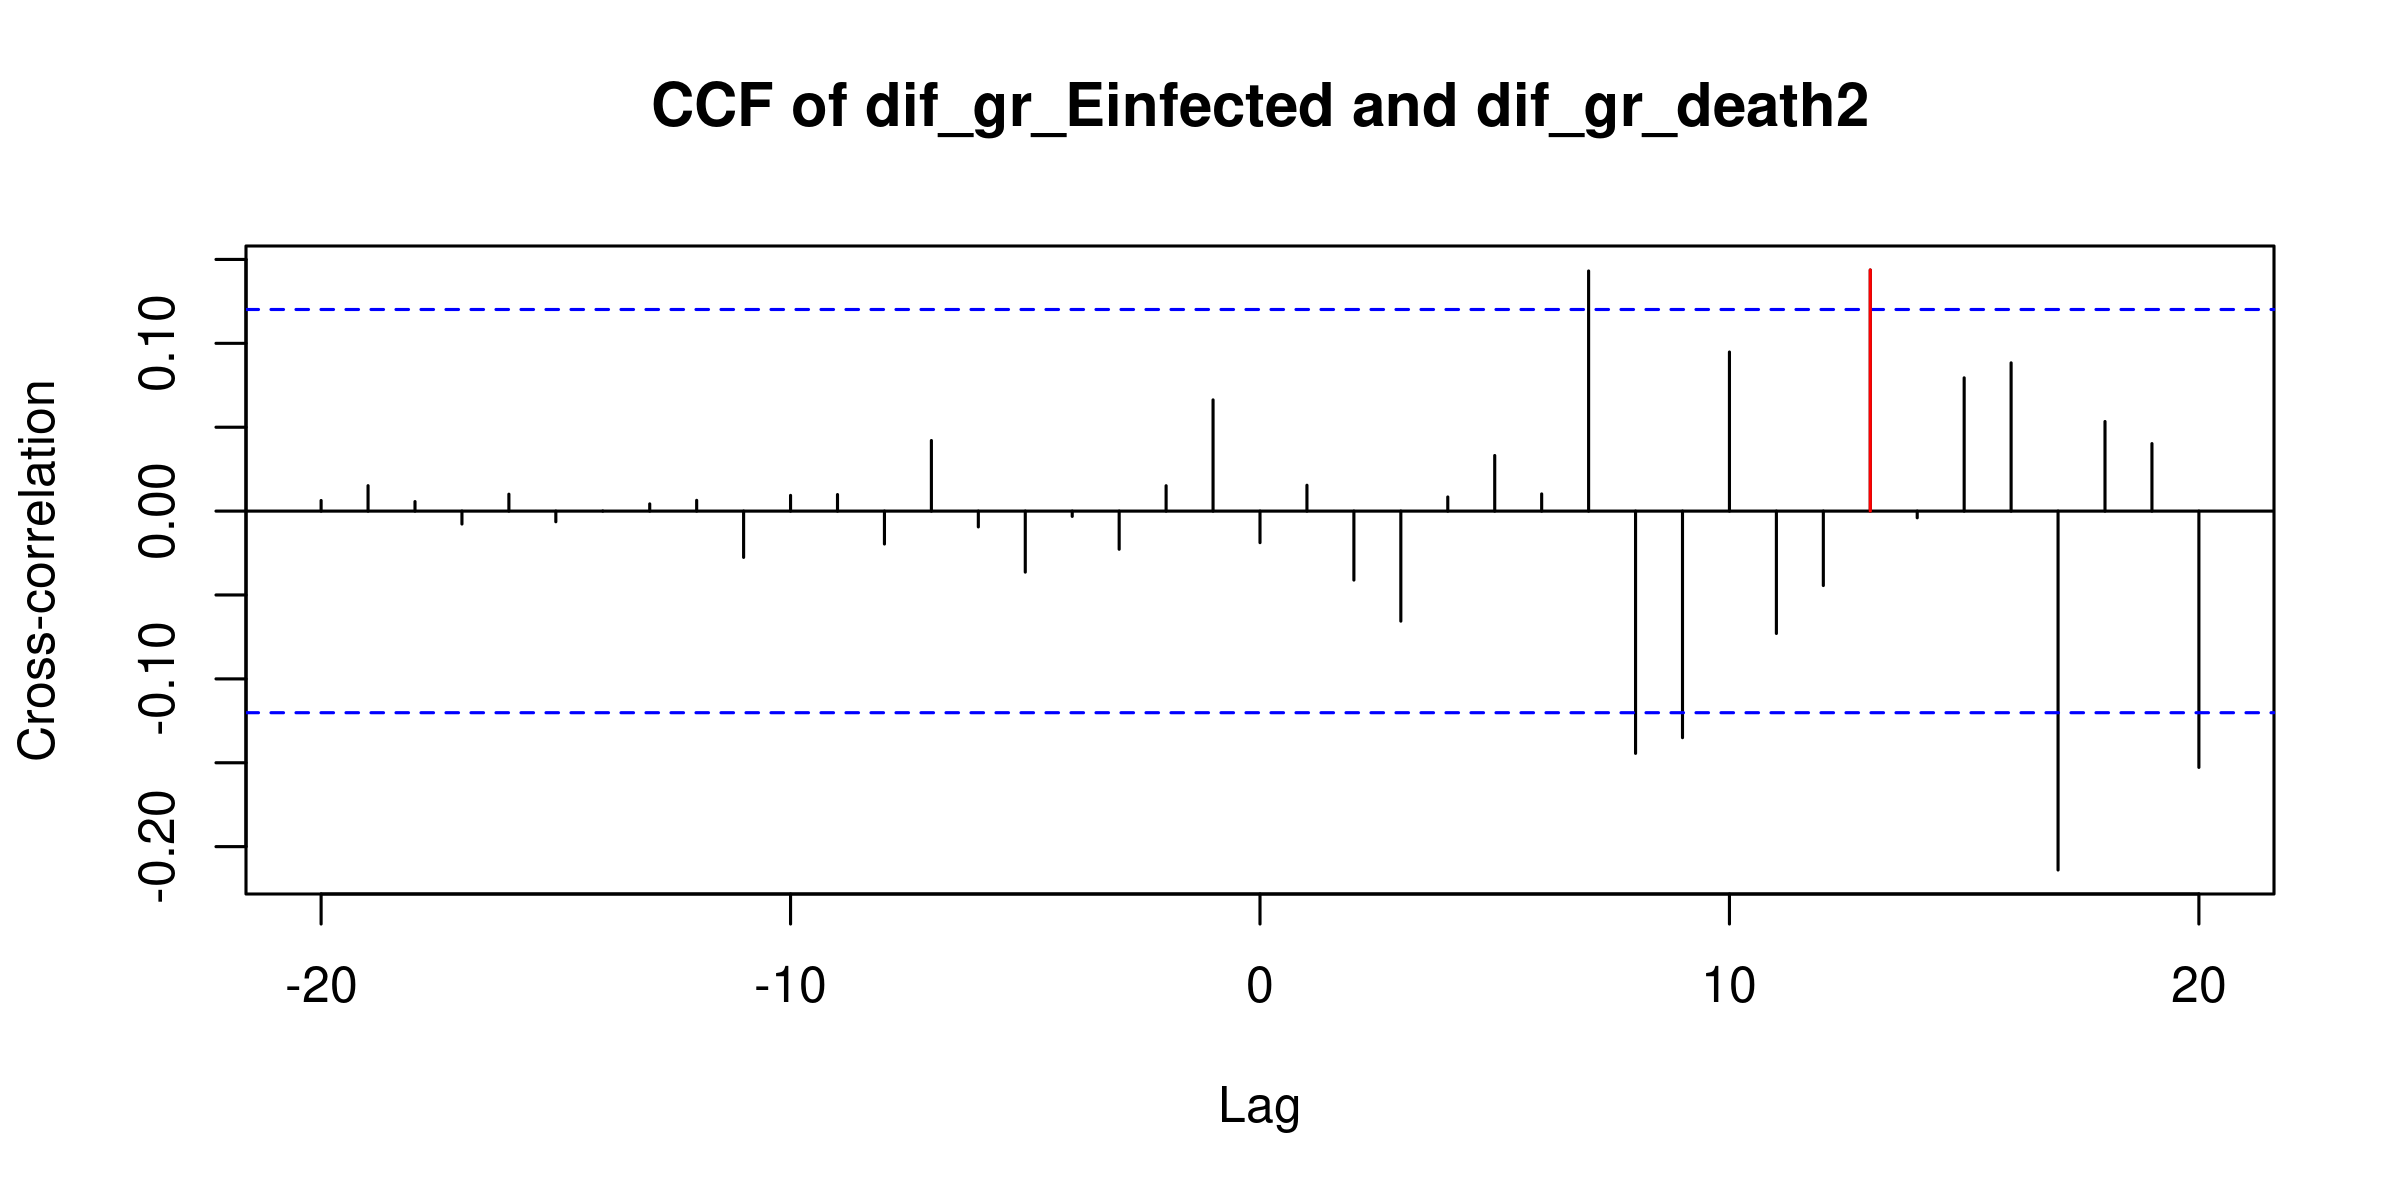 CCF of dif_gr_Einfected and dif_gr_death2
Cross-correlation
0.10
0.00
-0.10
-0.20
-20 -10 0 10 20
Lag